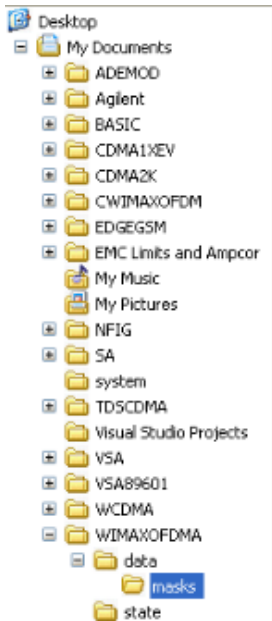 Desktop
My Documents
ADEMOD
Agilent
BASIC
CDMA1XEV
CDMA2K
CWIMAXOFDM
EDGEGSM
EMC Limits and Ampcor
My Music
My Pictures
NFIG
SA
system
TDSCDMA
Visual Studio Projects
VSA
VSA89601
WCDMA
WIMAXOFDMA
data
masks
state